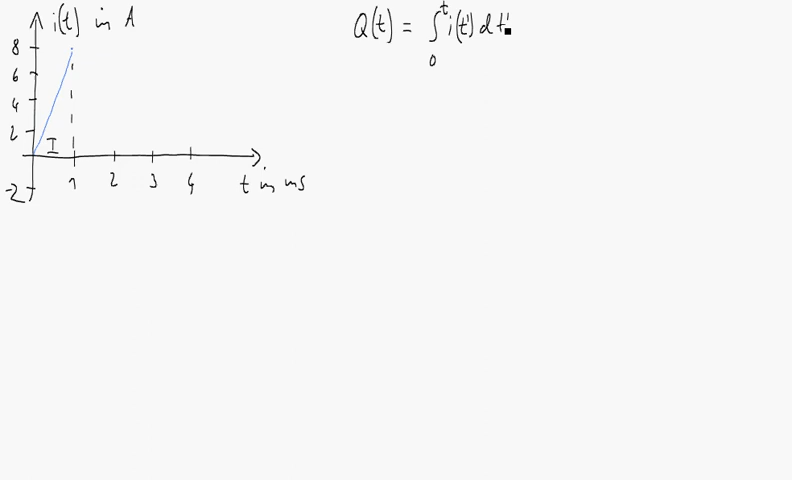 i(t) in A
Q(t) = ∫₀ᵗ i(t') dt'
8
6
4
2
I
-2
1 2 3 4 t in ms